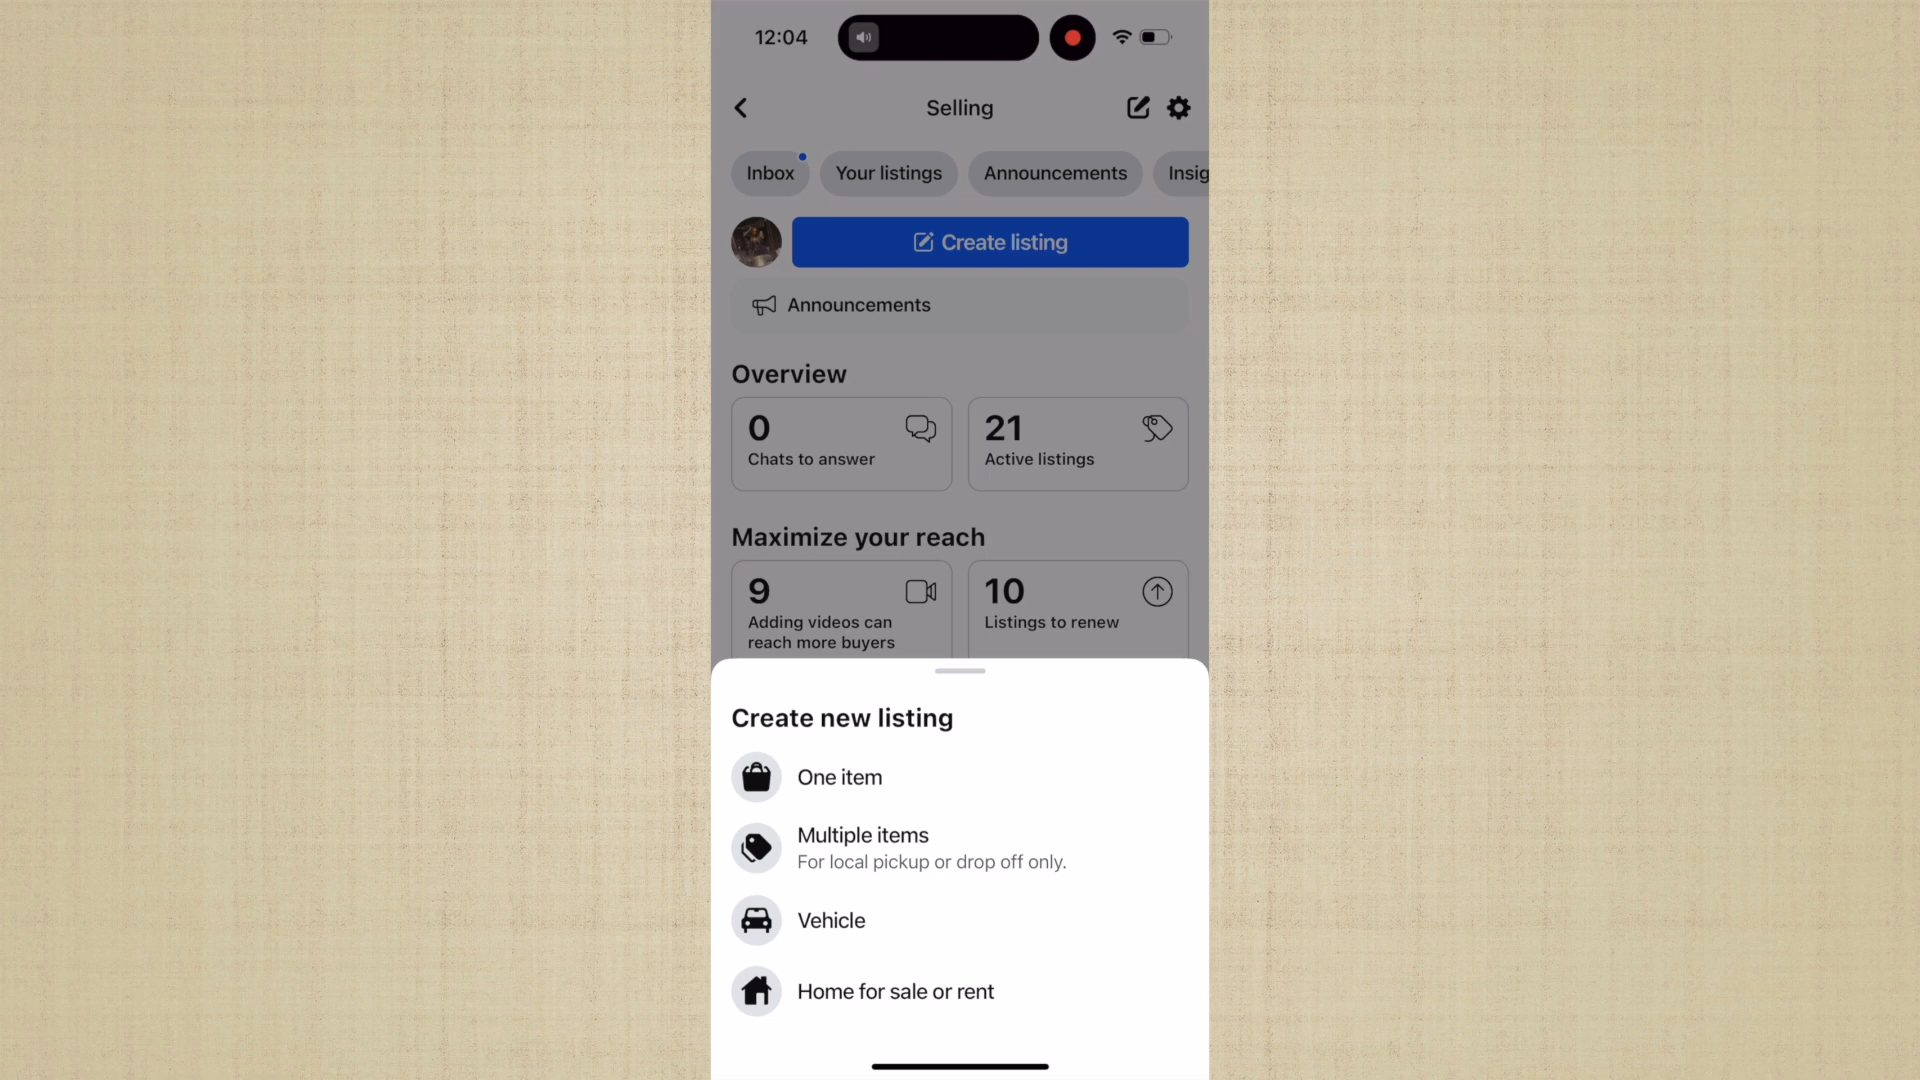 12:04
Selling
Inbox
Your listings
Announcements
Insig
Create listing
Announcements
Overview
0
Chats to answer
21
Active listings
Maximize your reach
9
Adding videos can
reach more buyers
10
Listings to renew
Create new listing
One item
Multiple items
For local pickup or drop off only.
Vehicle
Home for sale or rent